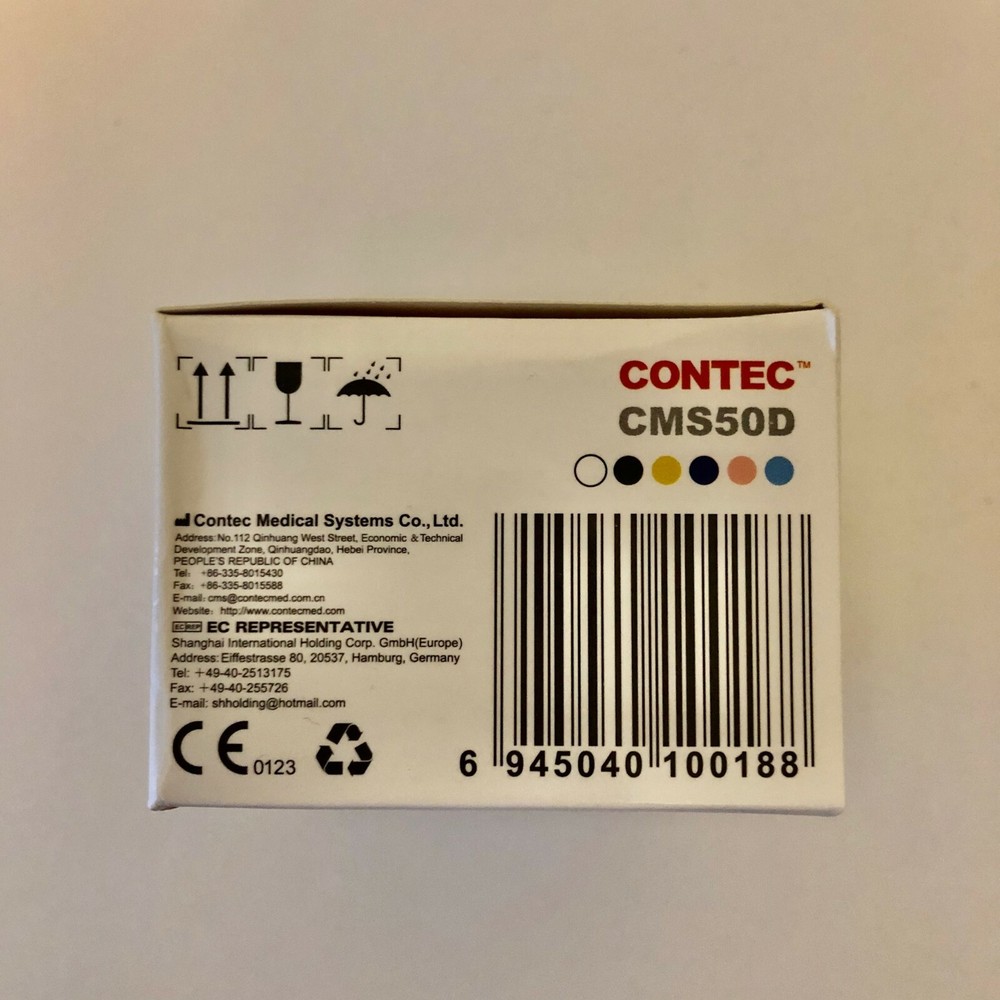 CONTEC™
CMS50D
Contec Medical Systems Co.,Ltd.
Address:No.112 Qinhuang West Street, Economic & Technical
Development Zone, Qinhuangdao, Hebei Province,
PEOPLE'S REPUBLIC OF CHINA
Tel: +86-335-8015430
Fax: +86-335-8015588
E-mail: cms@contecmed.com.cn
Website: http://www.contecmed.com
EC REP EC REPRESENTATIVE
Shanghai International Holding Corp. GmbH(Europe)
Address:Eiffestrasse 80, 20537, Hamburg, Germany
Tel: +49-40-2513175
Fax: +49-40-255726
E-mail: shholding@hotmail.com
CE 0123
6 945040 100188